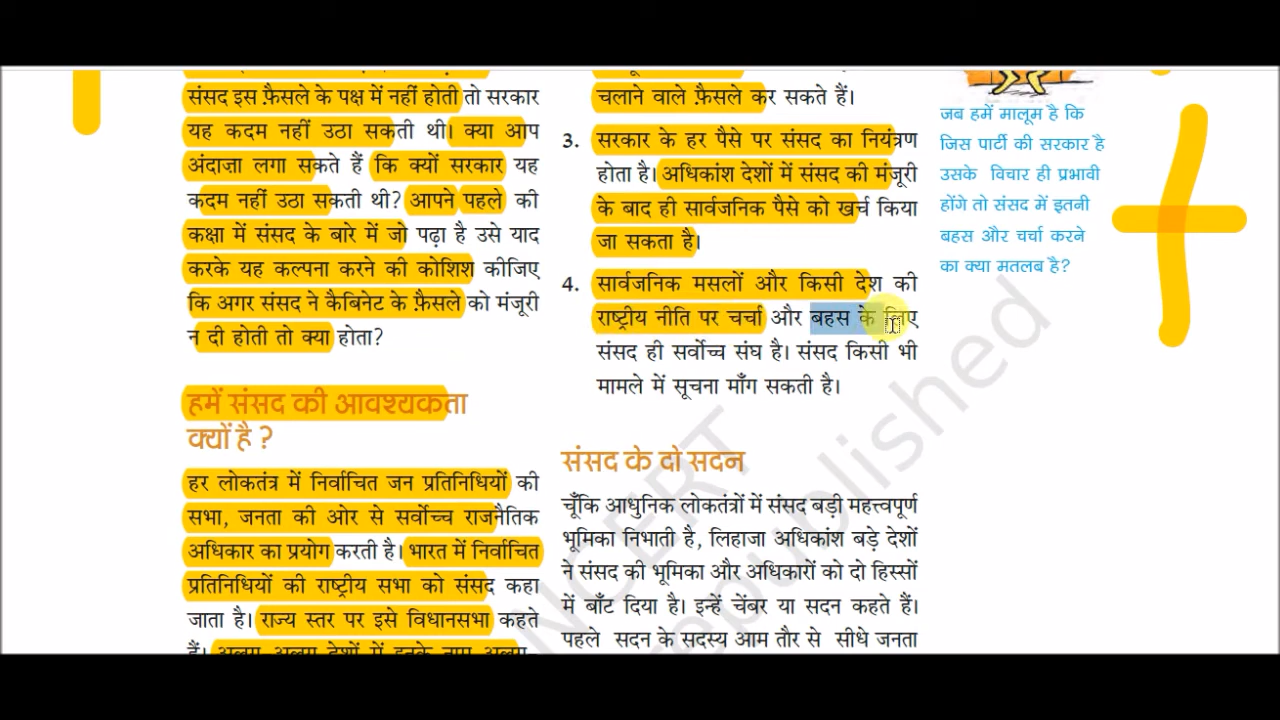 संसद इस फ़ैसले के पक्ष में नहीं होती तो सरकार
यह कदम नहीं उठा सकती थी। क्या आप
अंदाज़ा लगा सकते हैं कि क्यों सरकार यह
कदम नहीं उठा सकती थी? आपने पहले की
कक्षा में संसद के बारे में जो पढ़ा है उसे याद
करके यह कल्पना करने की कोशिश कीजिए
कि अगर संसद ने कैबिनेट के फ़ैसले को मंजूरी
न दी होती तो क्या होता?
हमें संसद की आवश्यकता
क्यों है ?
हर लोकतंत्र में निर्वाचित जन प्रतिनिधियों की
सभा, जनता की ओर से सर्वोच्च राजनैतिक
अधिकार का प्रयोग करती है। भारत में निर्वाचित
प्रतिनिधियों की राष्ट्रीय सभा को संसद कहा
जाता है। राज्य स्तर पर इसे विधानसभा कहते
हैं। अलग-अलग देशों में इनके नाम अलग-
चलाने वाले फ़ैसले कर सकते हैं।
3. सरकार के हर पैसे पर संसद का नियंत्रण
होता है। अधिकांश देशों में संसद की मंजूरी
के बाद ही सार्वजनिक पैसे को खर्च किया
जा सकता है।
4. सार्वजनिक मसलों और किसी देश की
राष्ट्रीय नीति पर चर्चा और बहस के लिए
संसद ही सर्वोच्च संघ है। संसद किसी भी
मामले में सूचना माँग सकती है।
संसद के दो सदन
चूँकि आधुनिक लोकतंत्रों में संसद बड़ी महत्त्वपूर्ण
भूमिका निभाती है, लिहाजा अधिकांश बड़े देशों
ने संसद की भूमिका और अधिकारों को दो हिस्सों
में बाँट दिया है। इन्हें चेंबर या सदन कहते हैं।
पहले सदन के सदस्य आम तौर से सीधे जनता
जब हमें मालूम है कि
जिस पार्टी की सरकार है
उसके विचार ही प्रभावी
होंगे तो संसद में इतनी
बहस और चर्चा करने
का क्या मतलब है?
NCERT
republished